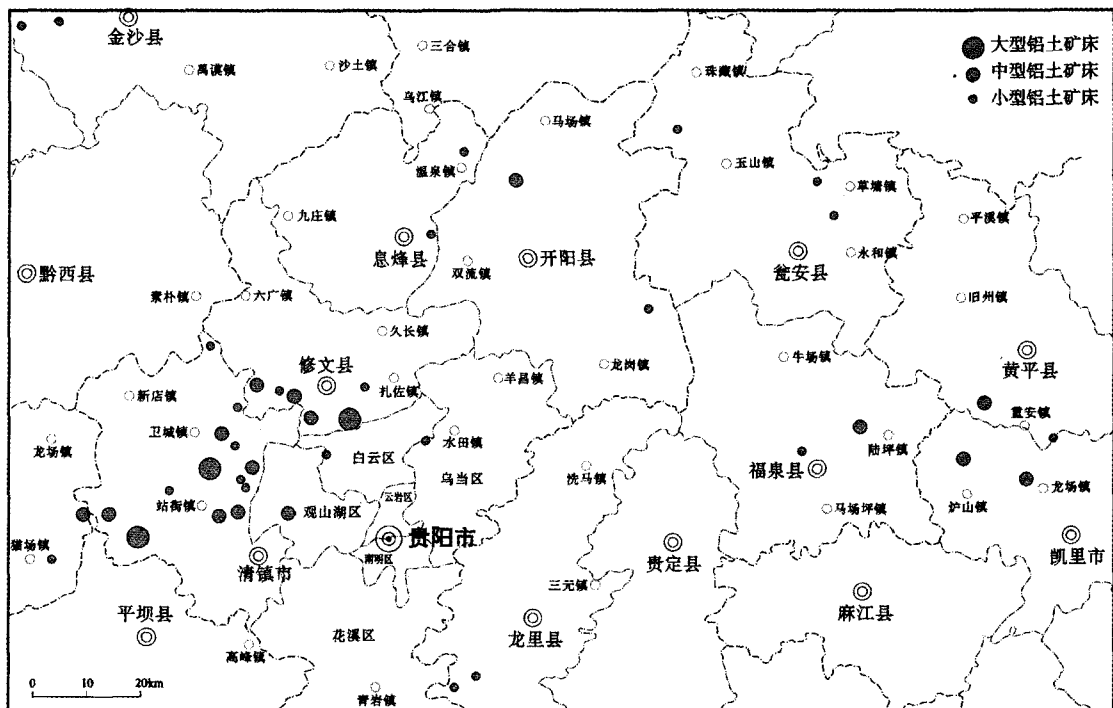 金沙县
三合镇
大型铝土矿床
禹谟镇
沙土镇
珠藏镇
中型铝土矿床
小型铝土矿床
乌江镇
马场镇
温泉镇
玉山镇
草塘镇
九庄镇
平溪镇
息烽县
双流镇
开阳县
瓮安县
永和镇
黔西县
素朴镇
六广镇
旧州镇
久长镇
修文县
扎佐镇
羊昌镇
龙岗镇
牛场镇
黄平县
新店镇
重安镇
卫城镇
龙场镇
水田镇
白云区
乌当区
洗马镇
福泉县
陆坪镇
站街镇
云岩区
观山湖区
马场坪镇
炉山镇
龙场镇
贵阳市
猫场镇
清镇市
南明区
贵定县
凯里市
三元镇
平坝县
花溪区
龙里县
麻江县
高峰镇
青岩镇
0 10 20km